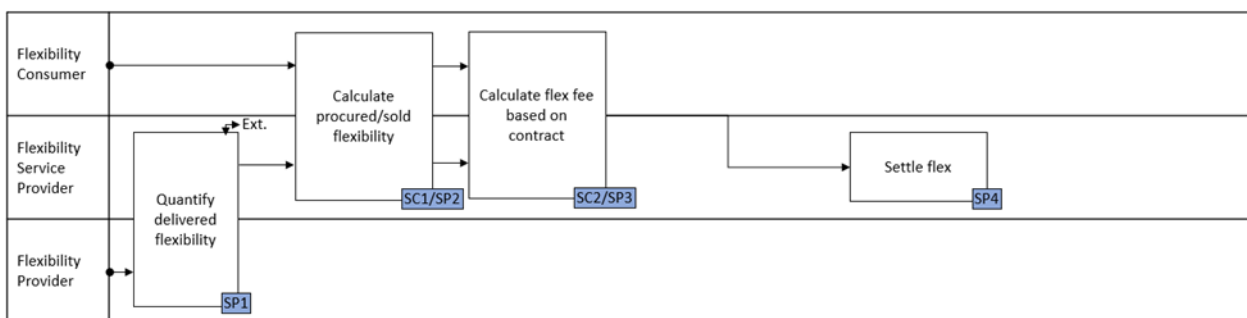 Flexibility
Consumer
Calculate
procured/sold
flexibility
SC1/SP2
Calculate flex fee
based on
contract
SC2/SP3
Flexibility
Service
Provider
Ext.
Quantify
delivered
flexibility
SP1
Settle flex
SP4
Flexibility
Provider